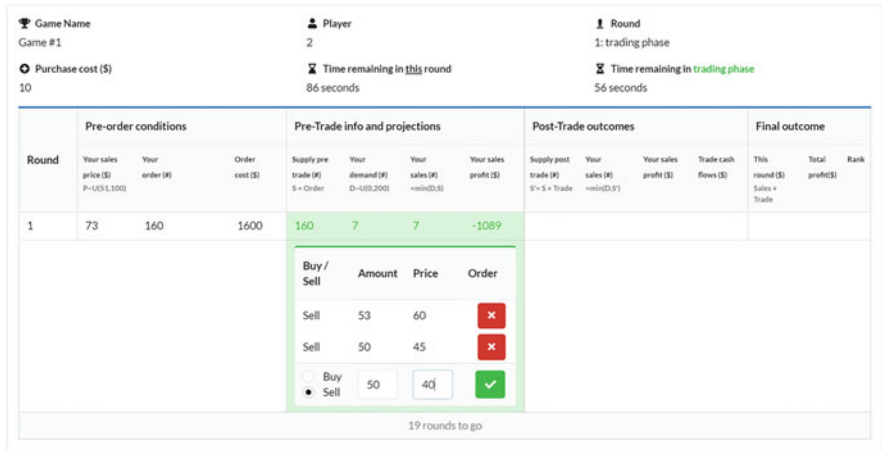 Game Name
Game #1
Player
2
Round
1: trading phase
Purchase cost ($)
10
Time remaining in this round
86 seconds
Time remaining in trading phase
56 seconds
Round
Pre-order conditions
Pre-Trade info and projections
Post-Trade outcomes
Final outcome
Your sales price ($) P~U(51,100)
Your order (#)
Order cost ($)
Supply pre trade (#) S = Order
Your demand (#) D~U(0,200)
Your sales (#) =min(D,S)
Your sales profit ($)
Supply post trade (#) S'= S + Trade
Your sales (#) =min(D,S')
Your sales profit ($)
Trade cash flows ($)
This round ($) Sales + Trade
Total profit($)
Rank
1 73 160 1600 160 7 7 -1089
Buy / Sell Amount Price Order
Sell 53 60
Sell 50 45
Buy
Sell 50 40
19 rounds to go